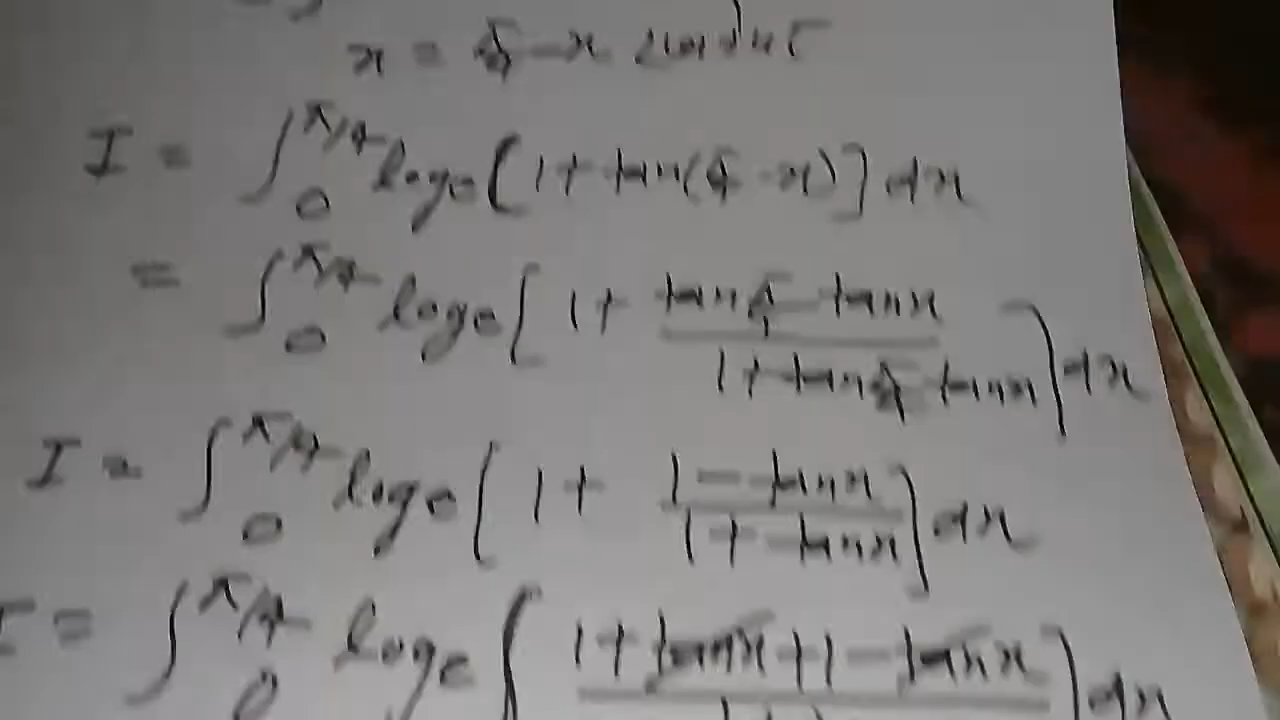 x = π/4 - x
I = ∫₀^π/4 logₑ[1 + tan(π/4 - x)] dx
= ∫₀^π/4 logₑ[1 + (tan π/4 - tan x)/(1 + tan π/4 tan x)] dx
I = ∫₀^π/4 logₑ[1 + (1 - tan x)/(1 + tan x)] dx
I = ∫₀^π/4 logₑ[(1 + tan x + 1 - tan x)/ ] dx